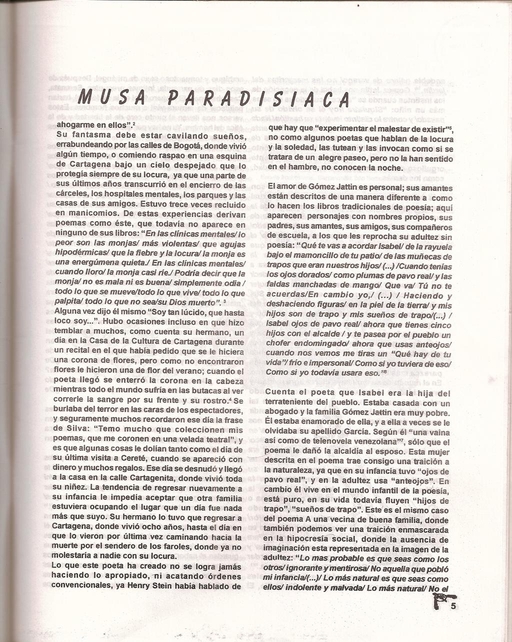 MUSA PARADISIACA
ahogarme en ellos".²
Su fantasma debe estar cavilando sueños,
errabundeando por las calles de Bogotá, donde vivió
algún tiempo, o comiendo raspao en una esquina
de Cartagena bajo un cielo despejado que lo
protegia siempre de su locura, ya que una parte de
sus últimos años transcurrió en el encierro de las
cárceles, los hospitales mentales, los parques y las
casas de sus amigos. Estuvo trece veces recluido
en manicomios. De estas experiencias derivan
poemas como éste, que todavia no aparece en
ninguno de sus libros: "En las clínicas mentales/ lo
peor son las monjas/ más violentas/ que agujas
hipodérmicas/ que la fiebre y la locura/ la monja es
una energúmena quieta./ En las clínicas mentales/
cuando lloro/ la monja casi rie./ Podría decir que la
monja/ no es mala ni es buena/ simplemente odia /
todo lo que se mueve/todo lo que vive/ todo lo que
palpita/ todo lo que no sea/su Dios muerto". ³
Alguna vez dijo él mismo "Soy tan lúcido, que hasta
loco soy...". Hubo ocasiones incluso en que hizo
temblar a muchos, como cuenta su hermano, un
día en la Casa de la Cultura de Cartagena durante
un recital en el que había pedido que se le hiciera
una corona de flores, pero como no encontraron
flores le hicieron una de flor del verano; cuando el
poeta llegó se enterró la corona en la cabeza
mientras todo el mundo sufría en las butacas al ver
correrle la sangre por su frente y su rostro.⁴ Se
burlaba del terror en las caras de los espectadores,
y seguramente muchos recordaron ese día la frase
de Silva: "Temo mucho que coleccionen mis
poemas, que me coronen en una velada teatral", y
es que algunas cosas le dolían tanto como el día de
su última visita a Cereté, cuando se apareció con
dinero y muchos regalos. Ese día se desnudó y llegó
a la casa en la calle Cartagenita, donde vivió toda
su niñez. La tendencia de regresar nuevamente a
su infancia le impedía aceptar que otra familia
estuviera ocupando el lugar que un día fue nada
más que suyo. Su hermano lo tuvo que regresar a
Cartagena, donde vivió ocho años, hasta el día en
que lo vieron por última vez caminando hacia la
muerte por el sendero de los faroles, donde ya no
molestaría a nadie con su locura.
Lo que este poeta ha creado no se logra jamás
haciendo lo apropiado, ni acatando órdenes
convencionales, ya Henry Stein había hablado de
que hay que "experimentar el malestar de existir"⁵,
no como algunos poetas que hablan de la locura
y la soledad, las tutean y las invocan como si se
tratara de un alegre paseo, pero no la han sentido
en el hambre, no conocen la noche.
El amor de Gómez Jattin es personal; sus amantes
están descritos de una manera diferente a como
lo hacen los libros tradicionales de poesía; aquí
aparecen personajes con nombres propios, sus
padres, sus amantes, sus amigos, sus compañeros
de escuela, a los que les reprocha su adultez sin
poesía: "Qué te vas a acordar Isabel/ de la rayuela
bajo el mamoncillo de tu patio/ de las muñecas de
trapos que eran nuestros hijos/ (...) /Cuando tenías
los ojos dorados/ como plumas de pavo real/ y las
faldas manchadas de mango/ Que va/ Tú no te
acuerdas/En cambio yo,/ (...) / Haciendo y
deshaciendo figuras/ en la piel de la tierra/ y mis
hijos son de trapo y mis sueños de trapo/(...) /
Isabel ojos de pavo real/ ahora que tienes cinco
hijos con el alcalde / y te pasea por el pueblo un
chofer endomingado/ ahora que usas anteojos/
cuando nos vemos me tiras un "Qué hay de tu
vida"/ frío e impersonal/ Como si yo tuviera de eso/
Como si yo todavía usara eso."⁶
Cuenta el poeta que Isabel era la hija del
terrateniente del pueblo. Estaba casada con un
abogado y la familia Gómez Jattin era muy pobre.
Él estaba enamorado de ella, y a ella a veces se le
olvidaba su apellido García. Según él "una vaina
así como de telenovela venezolana"⁷, sólo que el
poeta le dañó la alcaldía al esposo. Esta mujer
descrita en el poema trae consigo una traición a
la naturaleza, ya que en su infancia tuvo "ojos de
pavo real", y en la adultez usa "anteojos". En
cambio él vive en el mundo infantil de la poesía,
está puro, en su vida todavía fluyen "hijos de
trapo", "sueños de trapo". Este es el mismo caso
del poema A una vecina de buena familia, donde
también podemos ver una traición enmascarada
en la hipocresía social, donde la ausencia de
imaginación esta representada en la imagen de la
adultez: "Lo mas probable es que seas como los
otros/ ignorante y mentirosa/ No aquella que pobló
mi infancia/(...)/ Lo más natural es que seas como
ellos/ indolente y malvada/ Lo más natural/ No el
5